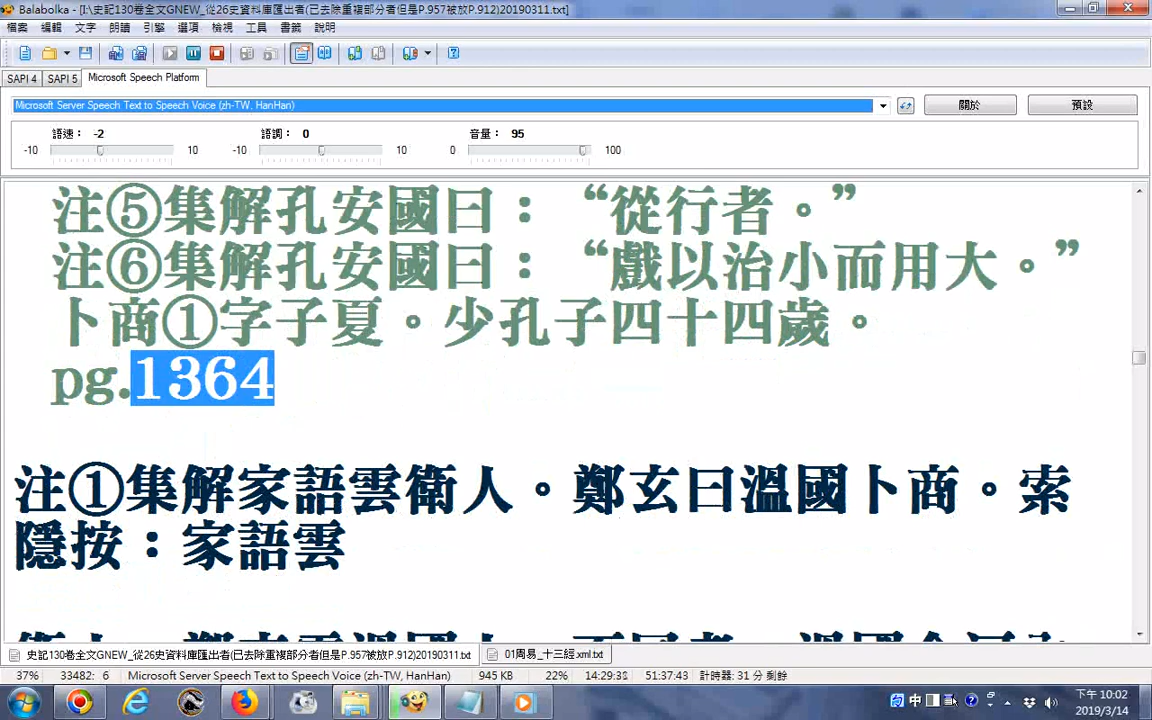 Balabolka - [I:\史記130卷全文GNEW_從26史資料庫匯出者(已去除重複部分者但是P.957被放P.912)20190311.txt]
檔案 編輯 文字 朗讀 引擎 選項 檢視 工具 書籤 說明
SAPI 4 SAPI 5 Microsoft Speech Platform
Microsoft Server Speech Text to Speech Voice (zh-TW, HanHan) 關於 預設
語速： -2 語調： 0 音量： 95
-10 10 -10 10 0 100
注⑤集解孔安國曰：“從行者。”
注⑥集解孔安國曰：“戲以治小而用大。”
卜商①字子夏。少孔子四十四歲。
pg.1364
注①集解家語雲衛人。鄭玄曰溫國卜商。索
隱按：家語雲
史記130卷全文GNEW_從26史資料庫匯出者(已去除重複部分者但是P.957被放P.912)20190311.txt 01周易_十三經.xml.txt
37% 33482: 6 Microsoft Server Speech Text to Speech Voice (zh-TW, HanHan) 945 KB 22% 51:37:43 計時器: 31 分 剩餘
中 下午 10:02
2019/3/14